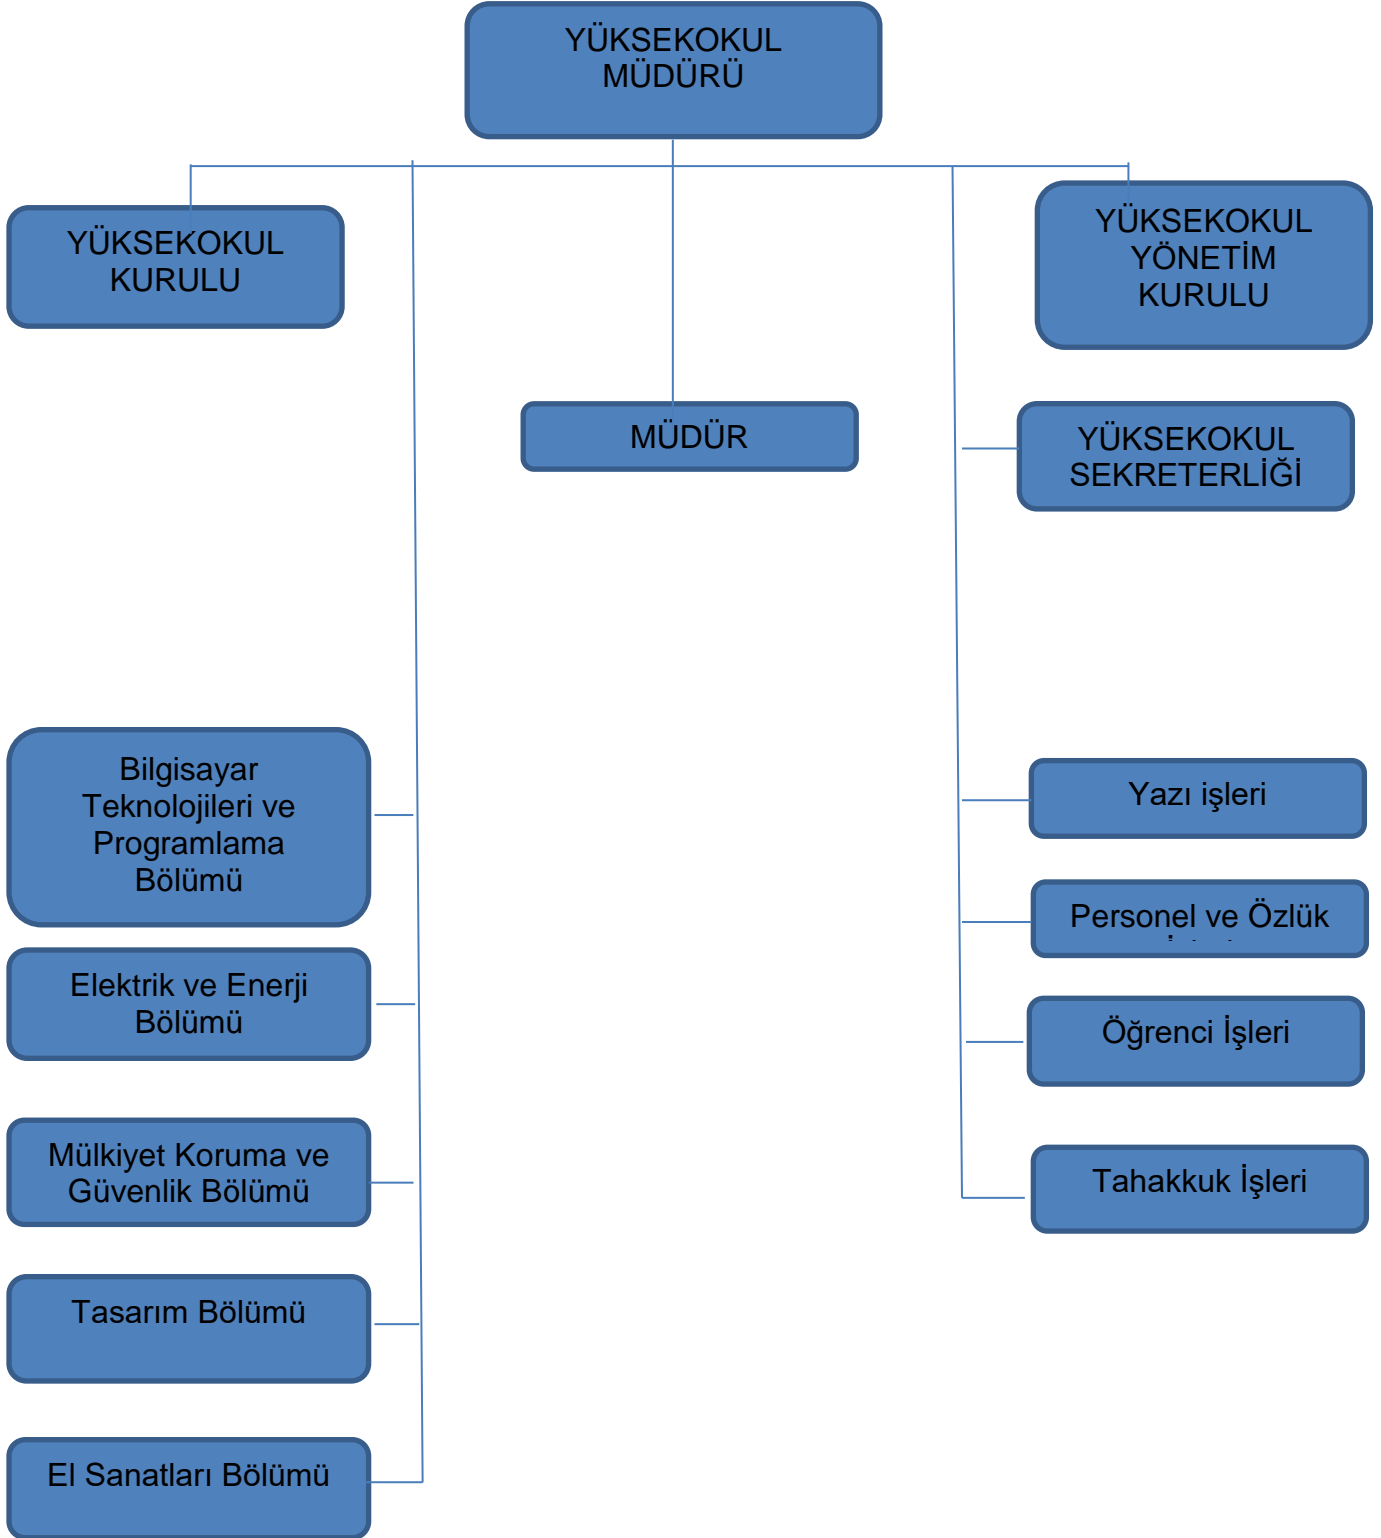 YÜKSEKOKUL
MÜDÜRÜ
YÜKSEKOKUL
KURULU
YÜKSEKOKUL
YÖNETİM
KURULU
MÜDÜR
YÜKSEKOKUL
SEKRETERLİĞİ
Bilgisayar
Teknolojileri ve
Programlama
Bölümü
Elektrik ve Enerji
Bölümü
Mülkiyet Koruma ve
Güvenlik Bölümü
Tasarım Bölümü
El Sanatları Bölümü
Yazı işleri
Personel ve Özlük
Öğrenci İşleri
Tahakkuk İşleri